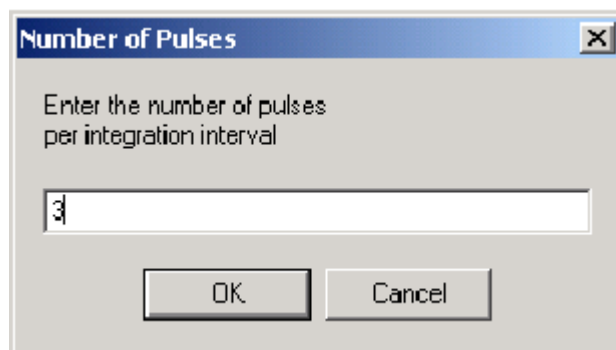 Number of Pulses
Enter the number of pulses
per integration interval
3
OK
Cancel